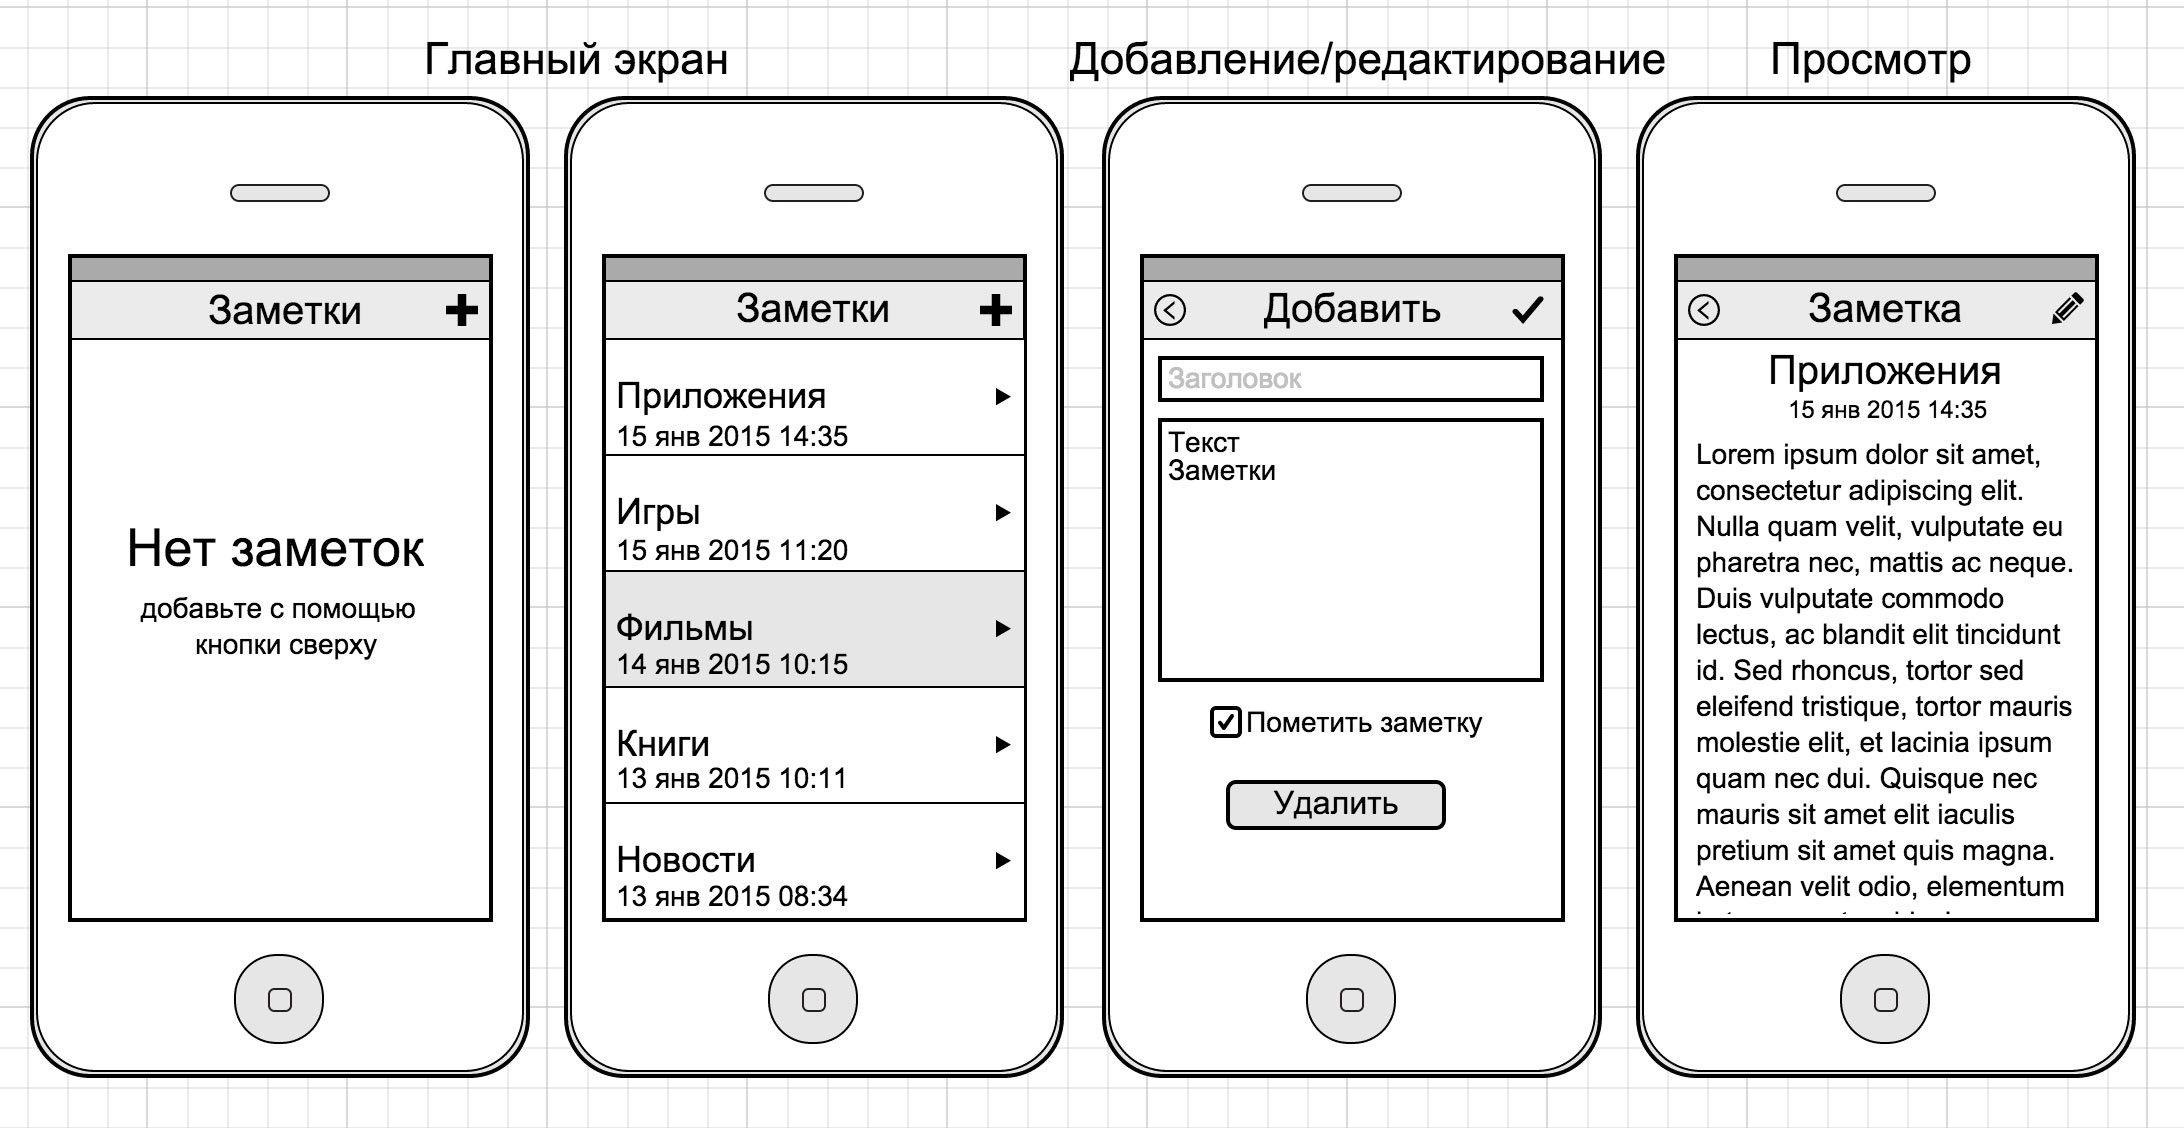 Главный экран
Добавление/редактирование
Просмотр
Заметки
Нет заметок
добавьте с помощью
кнопки сверху
Заметки
Приложения
15 янв 2015 14:35
Игры
15 янв 2015 11:20
Фильмы
14 янв 2015 10:15
Книги
13 янв 2015 10:11
Новости
13 янв 2015 08:34
Добавить
Заголовок
Текст
Заметки
Пометить заметку
Удалить
Заметка
Приложения
15 янв 2015 14:35
Lorem ipsum dolor sit amet,
consectetur adipiscing elit.
Nulla quam velit, vulputate eu
pharetra nec, mattis ac neque.
Duis vulputate commodo
lectus, ac blandit elit tincidunt
id. Sed rhoncus, tortor sed
eleifend tristique, tortor mauris
molestie elit, et lacinia ipsum
quam nec dui. Quisque nec
mauris sit amet elit iaculis
pretium sit amet quis magna.
Aenean velit odio, elementum